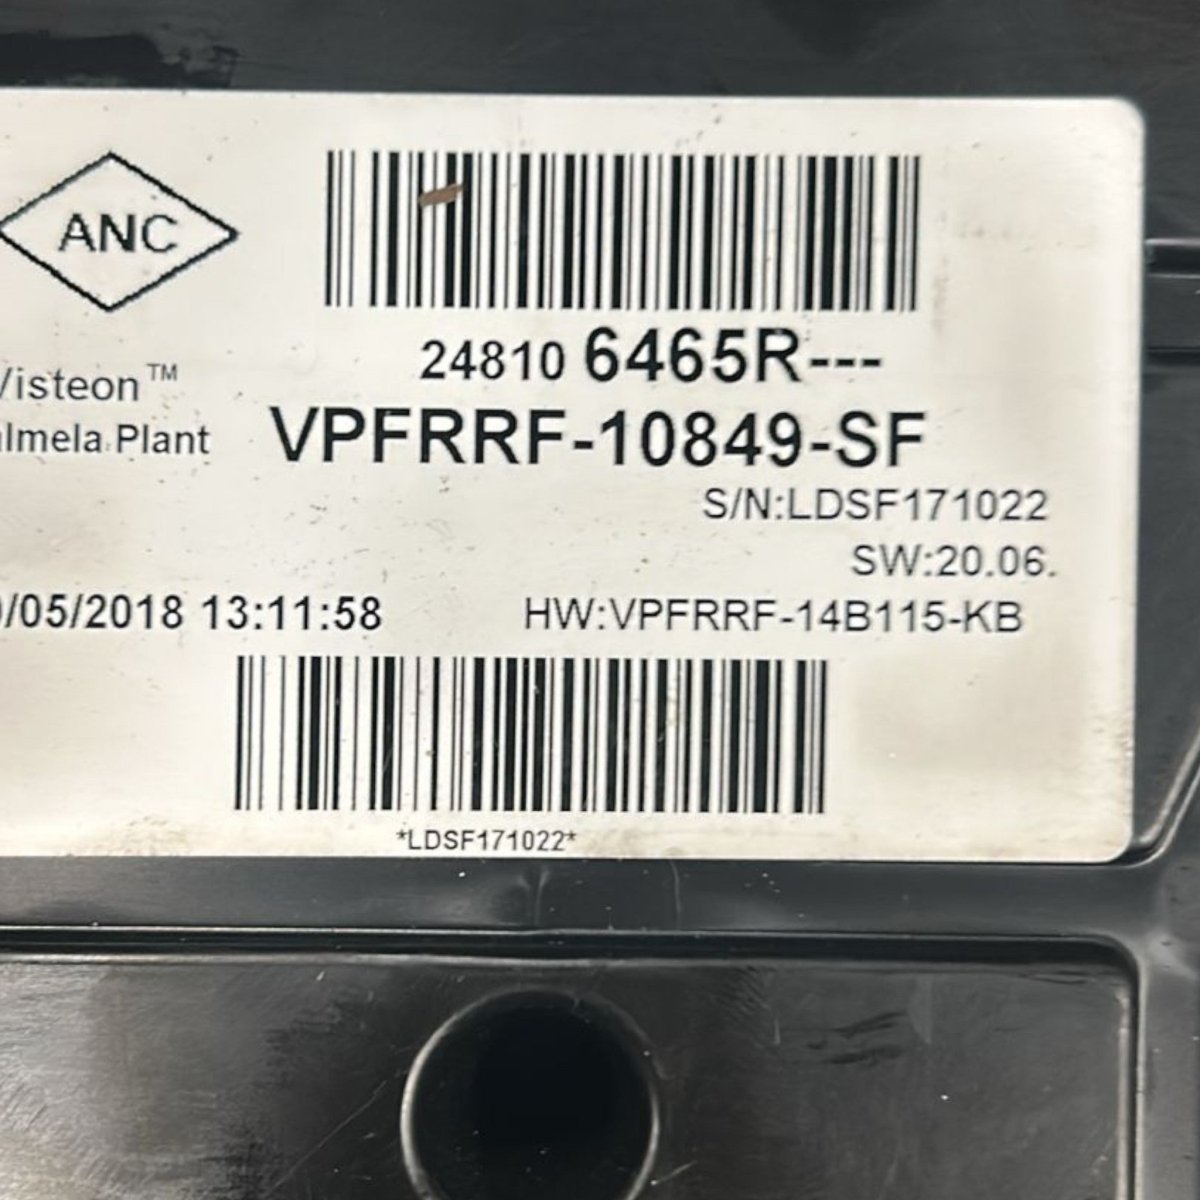 ANC
24810 6465R---
Visteon™
VPFRRF-10849-SF
almela Plant
S/N:LDSF171022
SW:20.06.
/05/2018 13:11:58
HW:VPFRRF-14B115-KB
*LDSF171022*